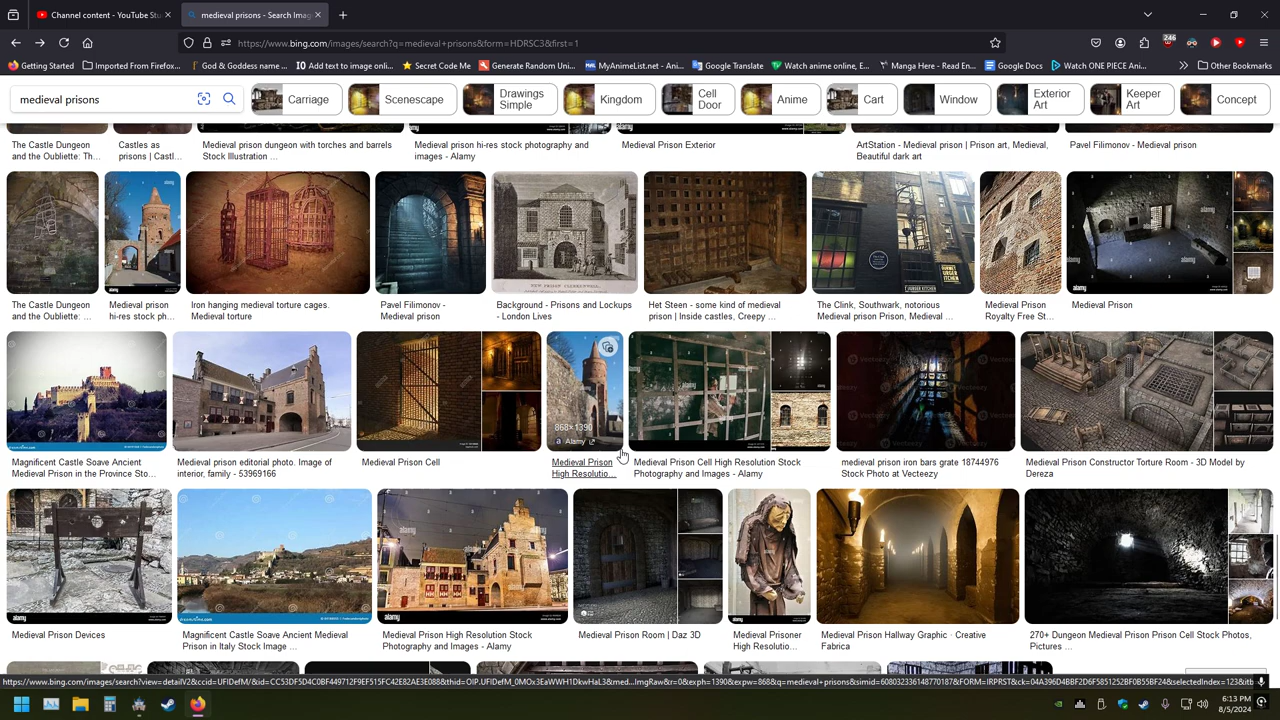 Channel content - YouTube Stu
medieval prisons - Search Imag
https://www.bing.com/images/search?q=medieval+prisons&form=HDRSC3&first=1
246
Getting Started
Imported From Firefox...
God & Goddess name ...
Add text to image onli...
Secret Code Me
Generate Random Uni...
MyAnimeList.net - Ani...
Google Translate
Watch anime online, E...
Manga Here - Read En...
Google Docs
Watch ONE PIECE Ani...
Other Bookmarks
medieval prisons
Carriage
Scenescape
Drawings
Simple
Kingdom
Cell
Door
Anime
Cart
Window
Exterior
Art
Keeper
Art
Concept
The Castle Dungeon
and the Oubliette: Th...
Castles as
prisons | Castl...
Medieval prison dungeon with torches and barrels
Stock Illustration ...
Medieval prison hi-res stock photography and
images - Alamy
Medieval Prison Exterior
ArtStation - Medieval prison | Prison art, Medieval,
Beautiful dark art
Pavel Filimonov - Medieval prison
The Castle Dungeon
and the Oubliette: ...
Medieval prison
hi-res stock ph...
Iron hanging medieval torture cages.
Medieval torture
Pavel Filimonov -
Medieval prison
Background - Prisons and Lockups
- London Lives
Het Steen - some kind of medieval
prison | Inside castles, Creepy ...
The Clink, Southwark, notorious
Medieval prison Prison, Medieval ...
Medieval Prison
Royalty Free St...
Medieval Prison
868×1390
Alamy
Magnificent Castle Soave Ancient
Medieval Prison in the Province Sto...
Medieval prison editorial photo. Image of
interior, family - 53969166
Medieval Prison Cell
Medieval Prison
High Resolutio...
Medieval Prison Cell High Resolution Stock
Photography and Images - Alamy
medieval prison iron bars grate 18744976
Stock Photo at Vecteezy
Medieval Prison Constructor Torture Room - 3D Model by
Dereza
Medieval Prison Devices
Magnificent Castle Soave Ancient Medieval
Prison in Italy Stock Image ...
Medieval Prison High Resolution Stock
Photography and Images - Alamy
Medieval Prison Room | Daz 3D
Medieval Prisoner
High Resolutio...
Medieval Prison Hallway Graphic · Creative
Fabrica
270+ Dungeon Medieval Prison Prison Cell Stock Photos,
Pictures ...
6:13 PM
8/5/2024